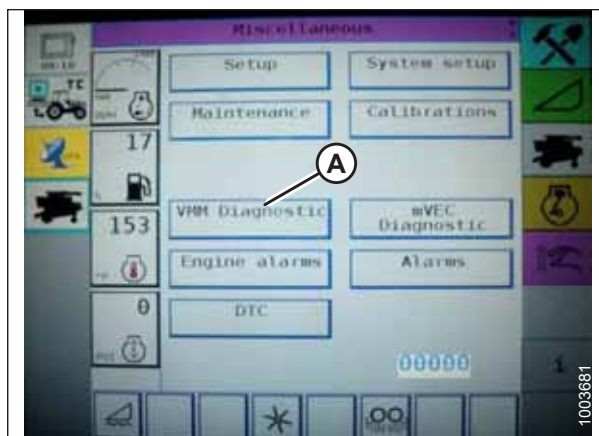 Miscellaneous
Setup
System setup
Maintenance
Calibrations
TC
17
A
VMM Diagnostic
mVEC
Diagnostic
153
Engine alarms
Alarms
0
DTC
00000
1003681